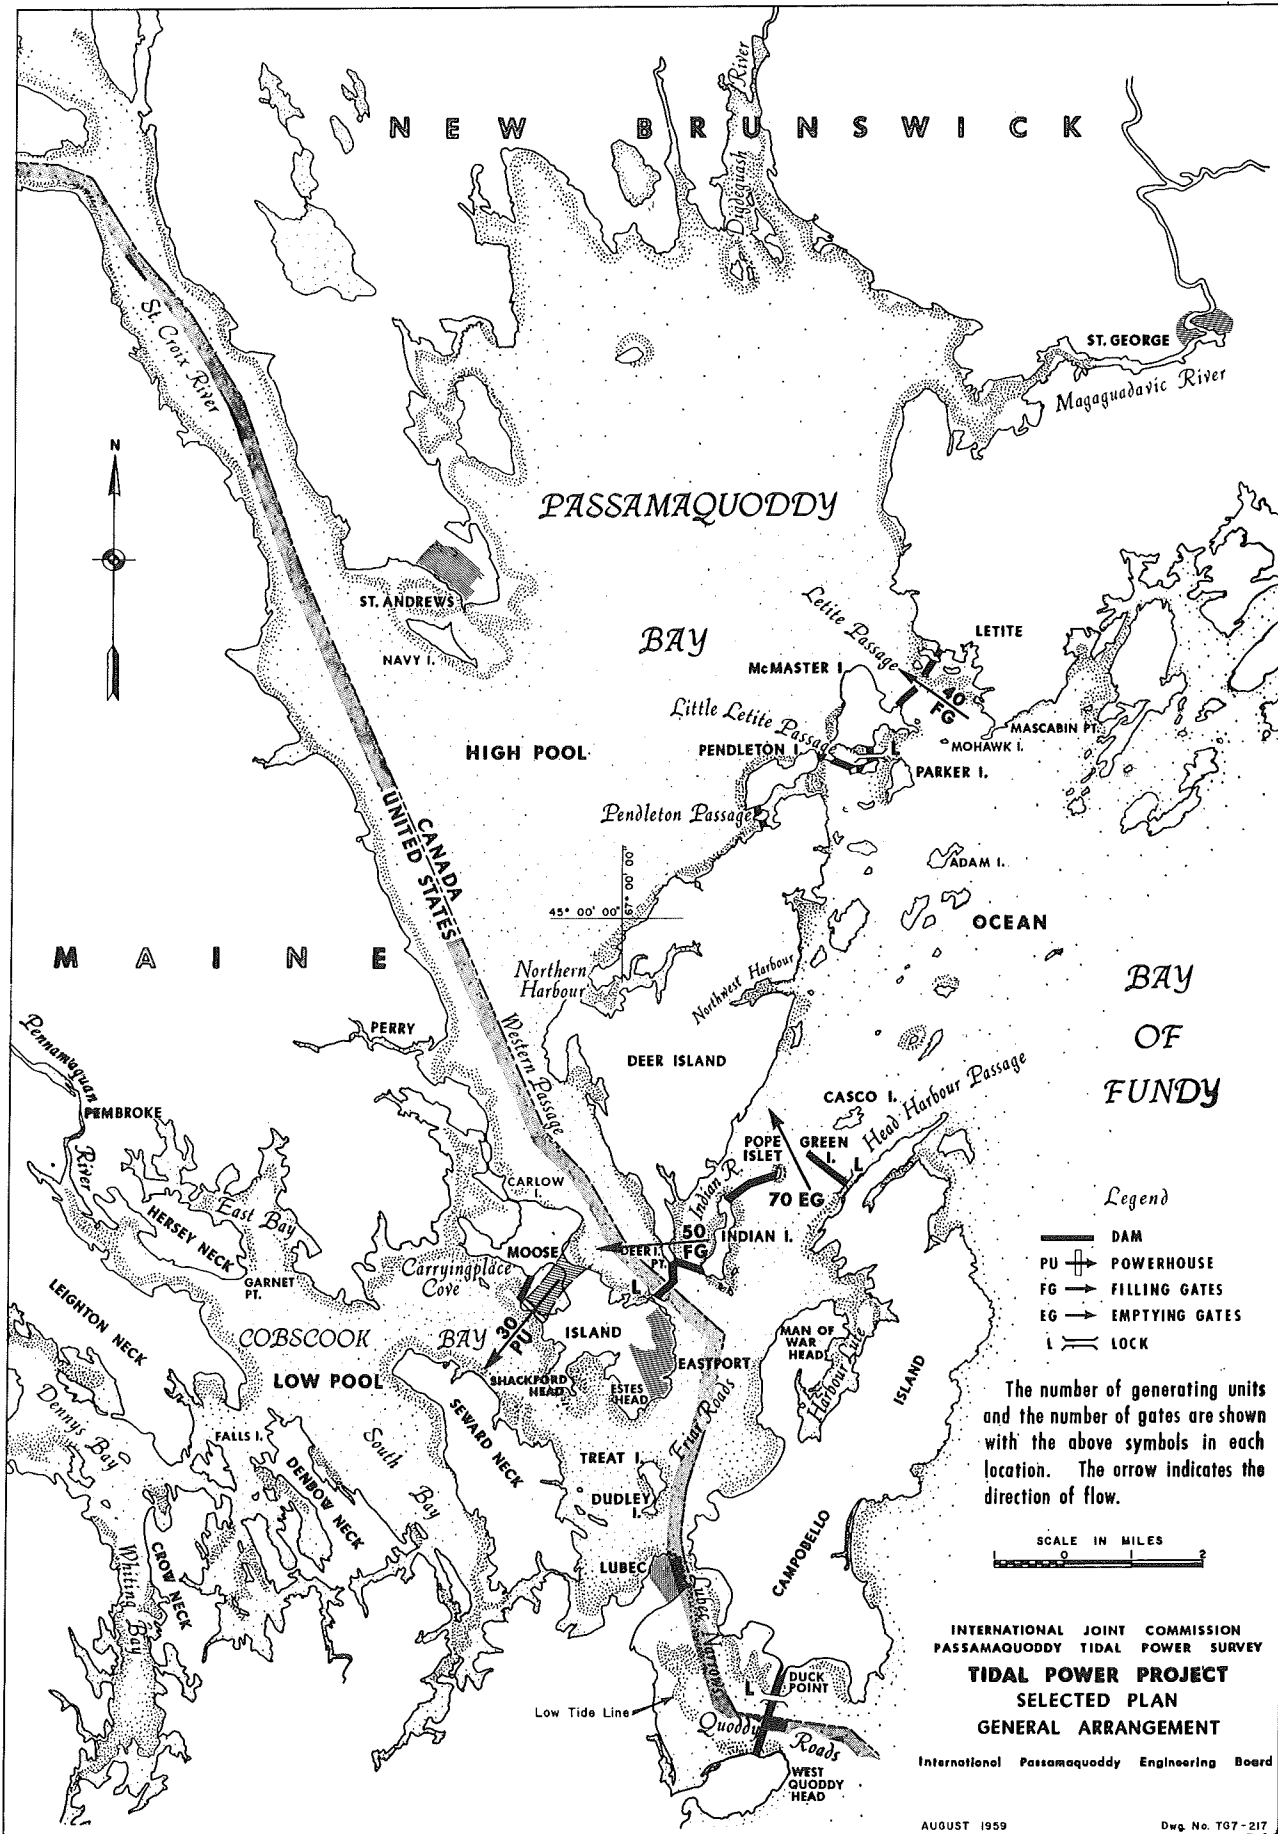 NEW BRUNSWICK
River
Digdeguash
ST. GEORGE
Magaguadavic River
St. Croix River
N
PASSAMAQUODDY
BAY
ST. ANDREWS
NAVY I.
Letite Passage
LETITE
McMASTER I.
40
FG
Little Letite Passage
MASCABIN PT.
MOHAWK I.
PENDLETON I.
L
PARKER I.
HIGH POOL
Pendleton Passage
CANADA
UNITED STATES
ADAM I.
45° 00' 00"
67° 00' 00"
OCEAN
MAINE
Northern
Harbour
Northwest Harbour
BAY
OF
FUNDY
Pennamaquan
River
PERRY
Western Passage
DEER ISLAND
PEMBROKE
CASCO I.
Head Harbour Passage
POPE
ISLET
GREEN
I.
L
Indian R.
70 EG
CARLOW
I.
East Bay
HERSEY NECK
Legend
DAM
PU POWERHOUSE
FG FILLING GATES
EG EMPTYING GATES
L LOCK
MOOSE
DEER I.
PT.
50
FG
INDIAN I.
Carryingplace
Cove
GARNET
PT.
L
LEIGHTON NECK
COBSCOOK
BAY
30
PU
ISLAND
EASTPORT
MAN OF
WAR
HEAD
Harbour Lute
ISLAND
LOW POOL
SHACKFORD
HEAD
ESTES
HEAD
Friar Roads
SEWARD NECK
The number of generating units
and the number of gates are shown
with the above symbols in each
location. The arrow indicates the
direction of flow.
Dennys Bay
FALLS I.
South
Bay
DENBOW NECK
TREAT I.
DUDLEY
I.
CROW NECK
Whiting Bay
LUBEC
Lubec Narrows
CAMPOBELLO
SCALE IN MILES
0 2
Low Tide Line
L
DUCK
POINT
Quoddy
Roads
WEST
QUODDY
HEAD
INTERNATIONAL JOINT COMMISSION
PASSAMAQUODDY TIDAL POWER SURVEY
TIDAL POWER PROJECT
SELECTED PLAN
GENERAL ARRANGEMENT
International Passamaquoddy Engineering Board
AUGUST 1959
Dwg. No. TG7-217